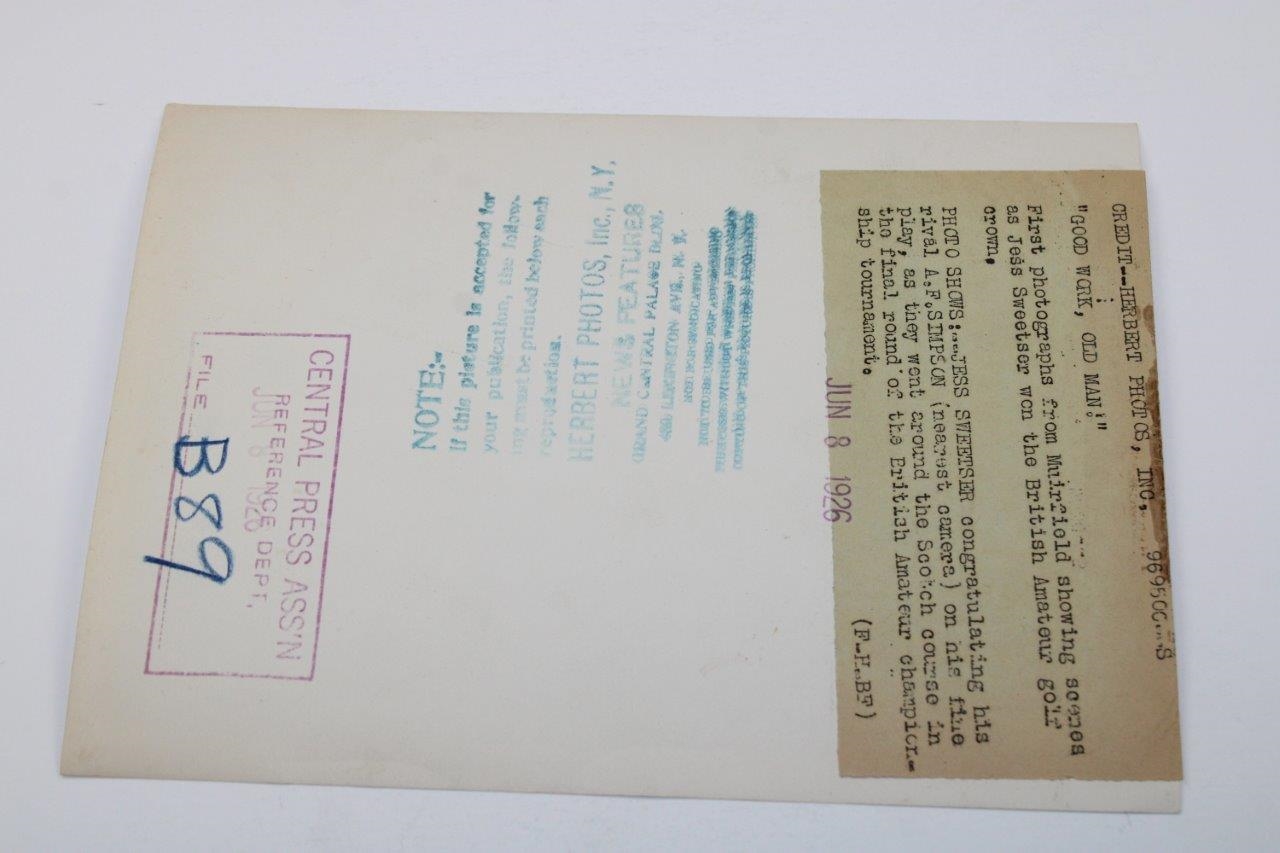 CREDIT--HERBERT PHOTOS, INC.
"GOOD WORK, OLD MAN!"
First photographs from Muirfield showing scenes
as Jess Sweetser won the British Amateur golf
crown.
PHOTO SHOWS:--JESS SWEETSER congratulating his
rival A.F.SIMPSON (nearest camera) on his fine
play, as they went around the Scotch course in
the final round of the British Amateur champion-
ship tournament.
(F-H.BF)
JUN 8 1926
NOTE:-
If this picture is accepted for
your publication, the follow-
ing must be printed below each
reproduction.
HERBERT PHOTOS, Inc., N.Y.
NEWS FEATURES
GRAND CENTRAL PALACE BLDN.
480 LEXINGTON AVE., N. Y.
CENTRAL PRESS ASS'N
REFERENCE DEPT.
JUN 8 1926
FILE B89